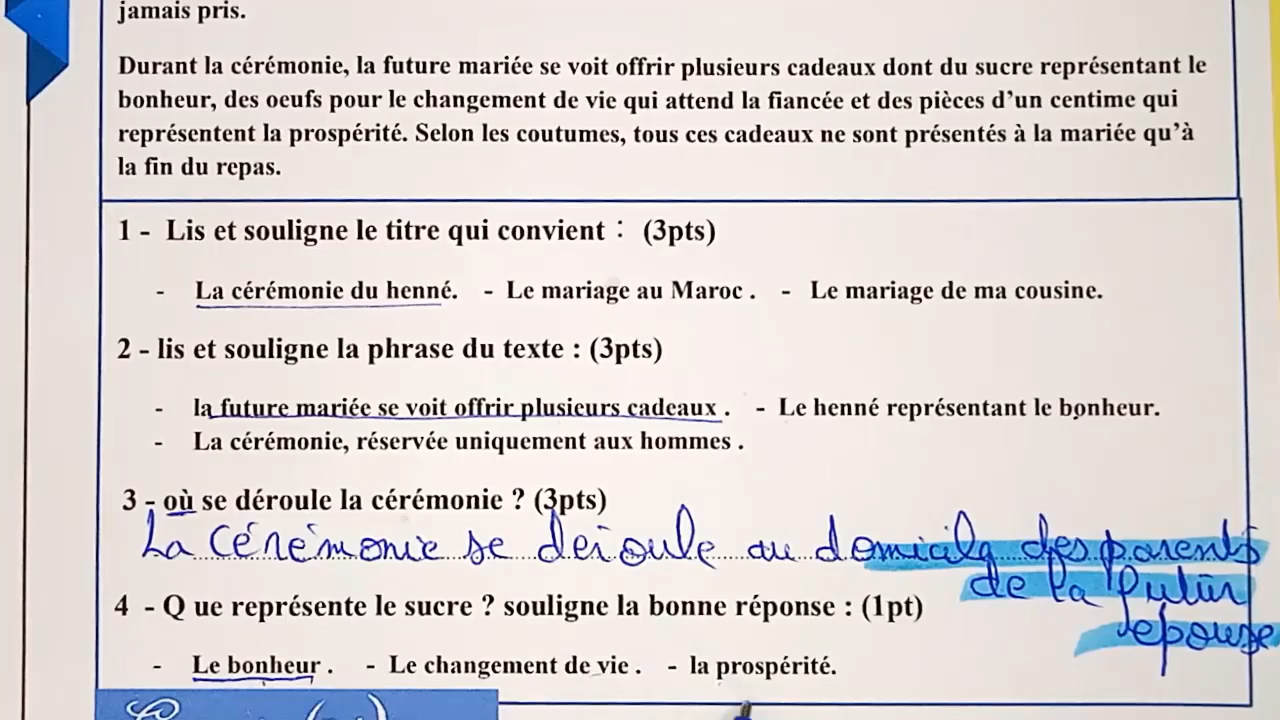 jamais pris.
Durant la cérémonie, la future mariée se voit offrir plusieurs cadeaux dont du sucre représentant le
bonheur, des oeufs pour le changement de vie qui attend la fiancée et des pièces d'un centime qui
représentent la prospérité. Selon les coutumes, tous ces cadeaux ne sont présentés à la mariée qu'à
la fin du repas.
1 - Lis et souligne le titre qui convient : (3pts)
- La cérémonie du henné. - Le mariage au Maroc . - Le mariage de ma cousine.
2 - lis et souligne la phrase du texte : (3pts)
- la future mariée se voit offrir plusieurs cadeaux . - Le henné représentant le bonheur.
- La cérémonie, réservée uniquement aux hommes .
3 - où se déroule la cérémonie ? (3pts)
La cérémonie se deroule au domicile des parents
de la futur
epouse
4 - Q ue représente le sucre ? souligne la bonne réponse : (1pt)
- Le bonheur . - Le changement de vie . - la prospérité.